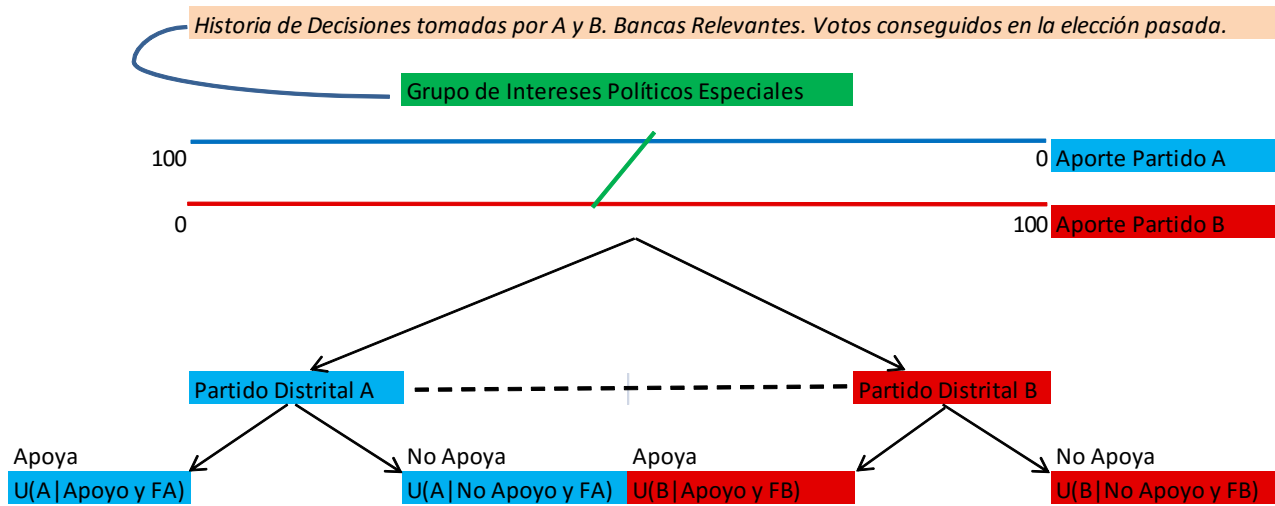 Historia de Decisiones tomadas por A y B. Bancas Relevantes. Votos conseguidos en la elección pasada.
Grupo de Intereses Políticos Especiales
100
0 Aporte Partido A
0
100 Aporte Partido B
Partido Distrital A
Partido Distrital B
Apoya
No Apoya
Apoya
No Apoya
U(A|Apoyo y FA)
U(A|No Apoyo y FA)
U(B|Apoyo y FB)
U(B|No Apoyo y FB)